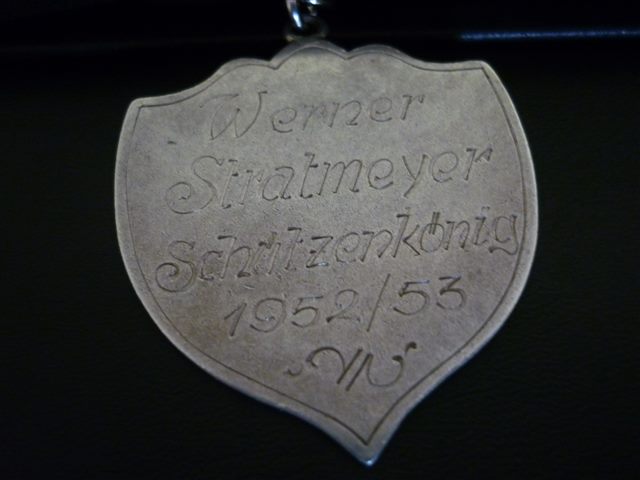 Werner
Stratmeyer
Schützenkönig
1952/53